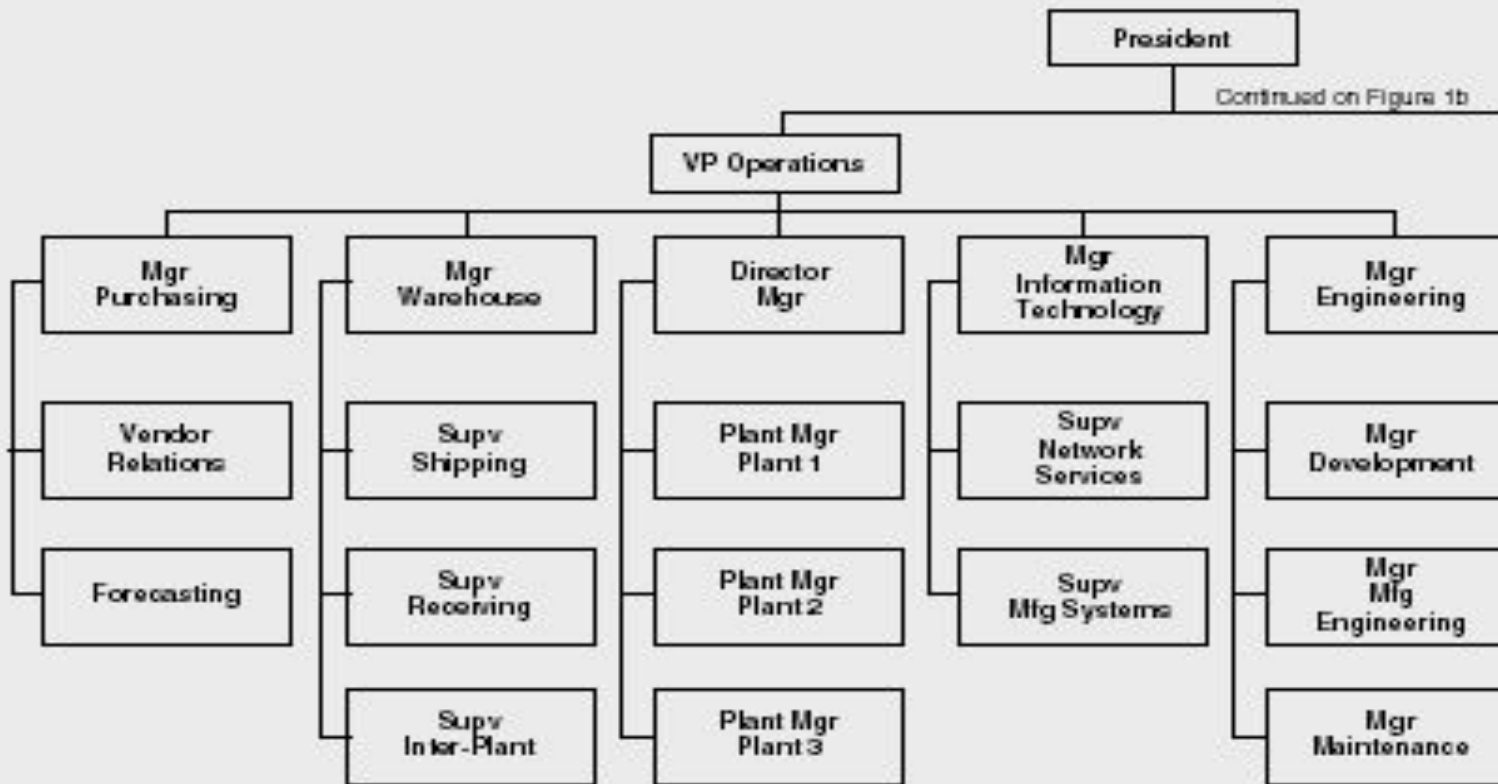 President
Continued on Figure 1b
VP Operations
Mgr
Purchasing
Mgr
Warehouse
Director
Mgr
Mgr
Information
Technology
Mgr
Engineering
Vendor
Relations
Supv
Shipping
Plant Mgr
Plant 1
Supv
Network
Services
Mgr
Development
Forecasting
Supv
Receiving
Plant Mgr
Plant 2
Supv
Mfg Systems
Mgr
Mfg
Engineering
Supv
Inter-Plant
Plant Mgr
Plant 3
Mgr
Maintenance